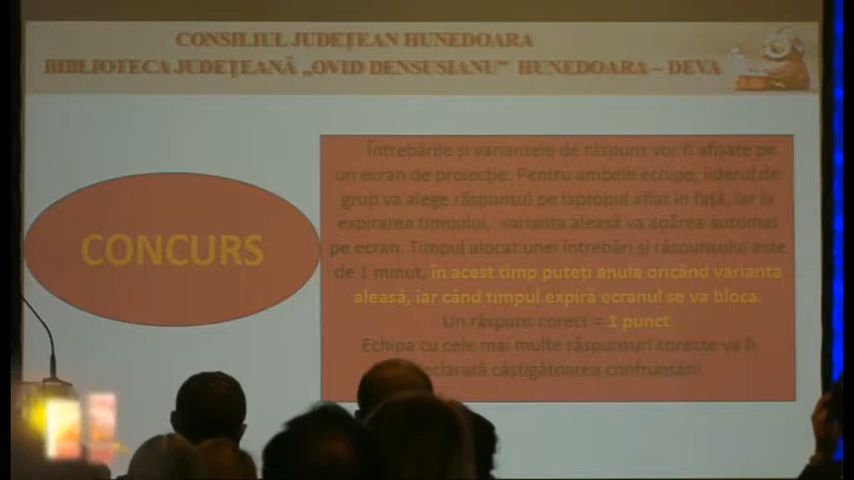 CONSILIUL JUDEȚEAN HUNEDOARA
BIBLIOTECA JUDEȚEANĂ „OVID DENSUSIANU” HUNEDOARA – DEVA
CONCURS
Întrebările și variantele de răspuns vor fi afișate pe
un ecran de proiecție. Pentru ambele echipe, liderul de
grup va alege răspunsul pe laptopul aflat în față, iar la
expirarea timpului, varianta aleasă va apărea automat
pe ecran. Timpul alocat unei întrebări și răspunsului este
de 1 minut, în acest timp puteți anula oricând varianta
aleasă, iar când timpul expiră ecranul se va bloca.
Un răspuns corect = 1 punct.
Echipa cu cele mai multe răspunsuri corecte va fi
declarată câștigătoarea confruntării